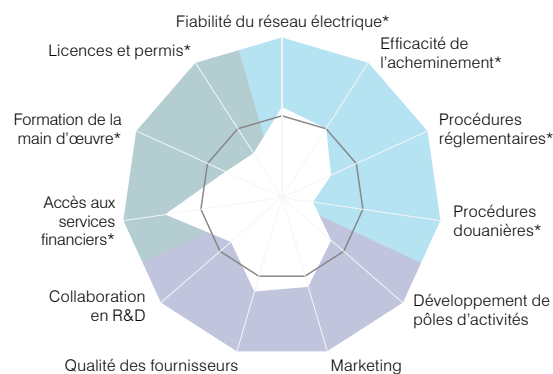 Fiabilité du réseau électrique*
Efficacité de
l'acheminement*
Procédures
réglementaires*
Procédures
douanières*
Développement de
pôles d'activités
Marketing
Qualité des fournisseurs
Collaboration
en R&D
Accès aux
services
financiers*
Formation de la
main d'œuvre*
Licences et permis*